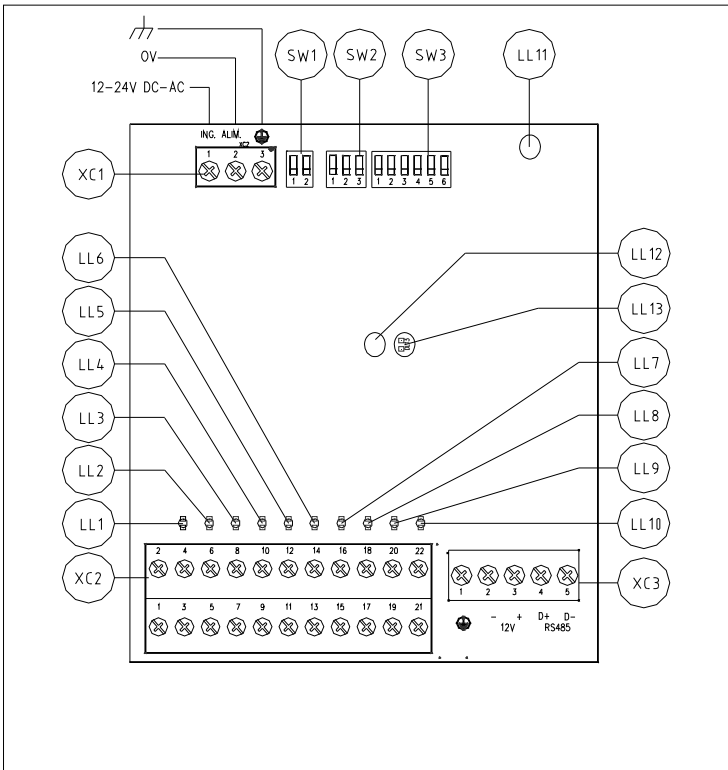 0V
SW1 SW2 SW3 LL11
12-24V DC-AC
ING. ALIM.
XC2
1 2 3
XC1
1 2
1 2 3
1 2 3 4 5 6
LL6
LL12
LL5
LL13
LL4
LL7
LL3
LL8
LL2
LL9
LL1
LL10
2 4 6 8 10 12 14 16 18 20 22
XC2
1 2 3 4 5
XC3
1 3 5 7 9 11 13 15 17 19 21
- + D+ D-
12V RS485